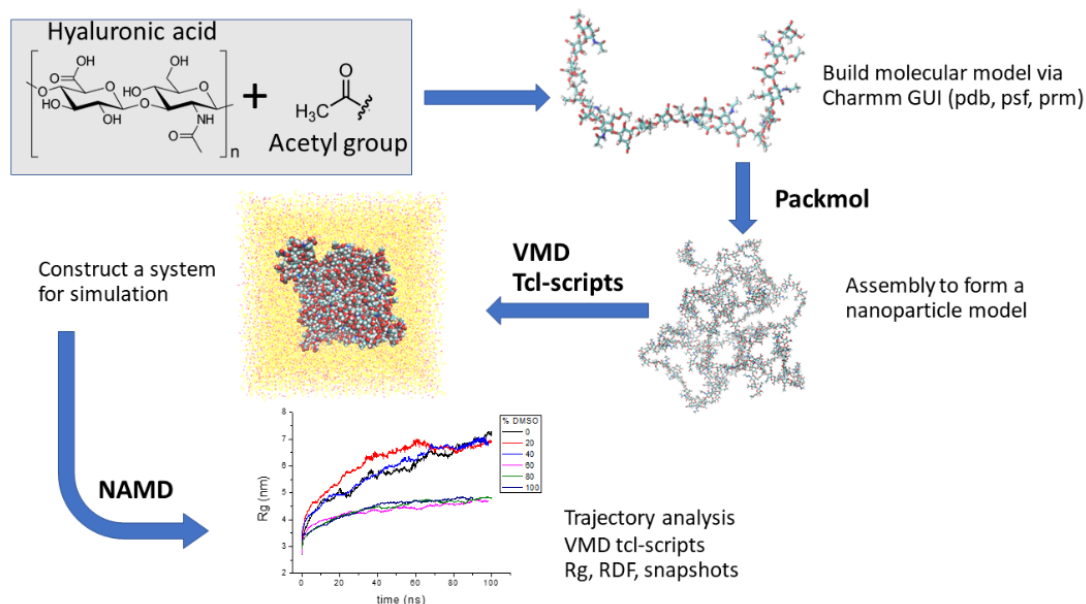 Hyaluronic acid
OH
O
O
HO
OH
O
HO
HO
O
O
NH
O
n
+
O
H₃C
Acetyl group
Build molecular model via
Charmm GUI (pdb, psf, prm)
Packmol
Assembly to form a
nanoparticle model
VMD
Tcl-scripts
Construct a system
for simulation
NAMD
8
7
6
5
4
3
2
Rg (nm)
0
20
40
60
80
100
time (ns)
% DMSO
0
20
40
60
80
100
Trajectory analysis
VMD tcl-scripts
Rg, RDF, snapshots